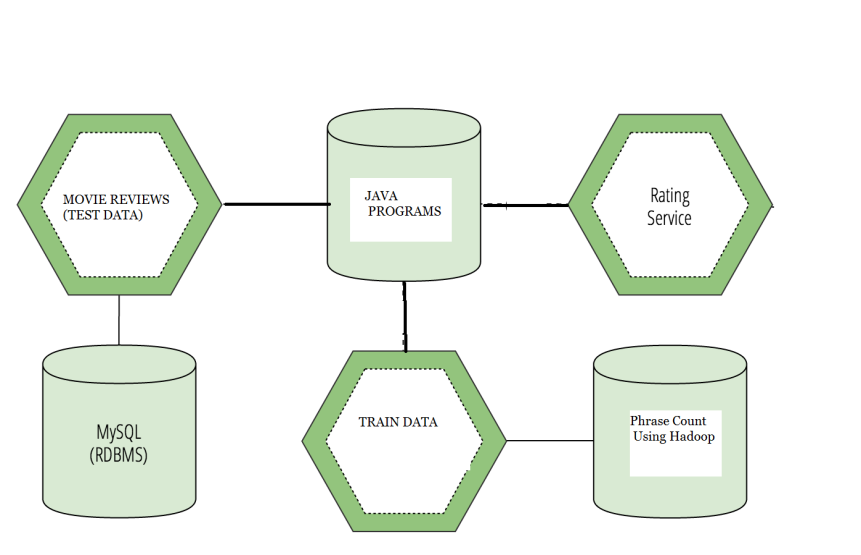 MOVIE REVIEWS
(TEST DATA)
JAVA
PROGRAMS
Rating
Service
MySQL
(RDBMS)
TRAIN DATA
Phrase Count
Using Hadoop